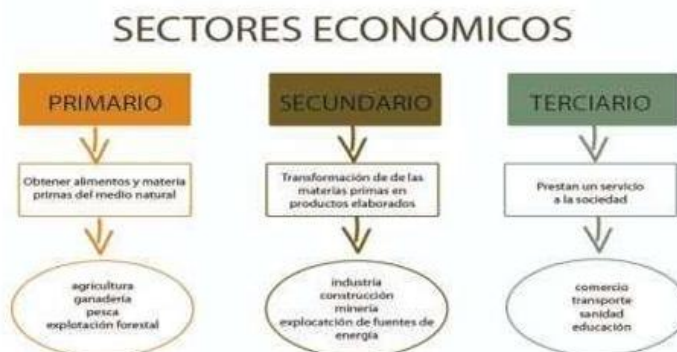 SECTORES ECONÓMICOS
PRIMARIO
Obtener alimentos y materia
primas del medio natural
agricultura
ganadería
pesca
explotación forestal
SECUNDARIO
Transformación de de las
materias primas en
productos elaborados
industria
construcción
minería
explocatción de fuentes de
energía
TERCIARIO
Prestan un servicio
a la sociedad
comercio
transporte
sanidad
educación